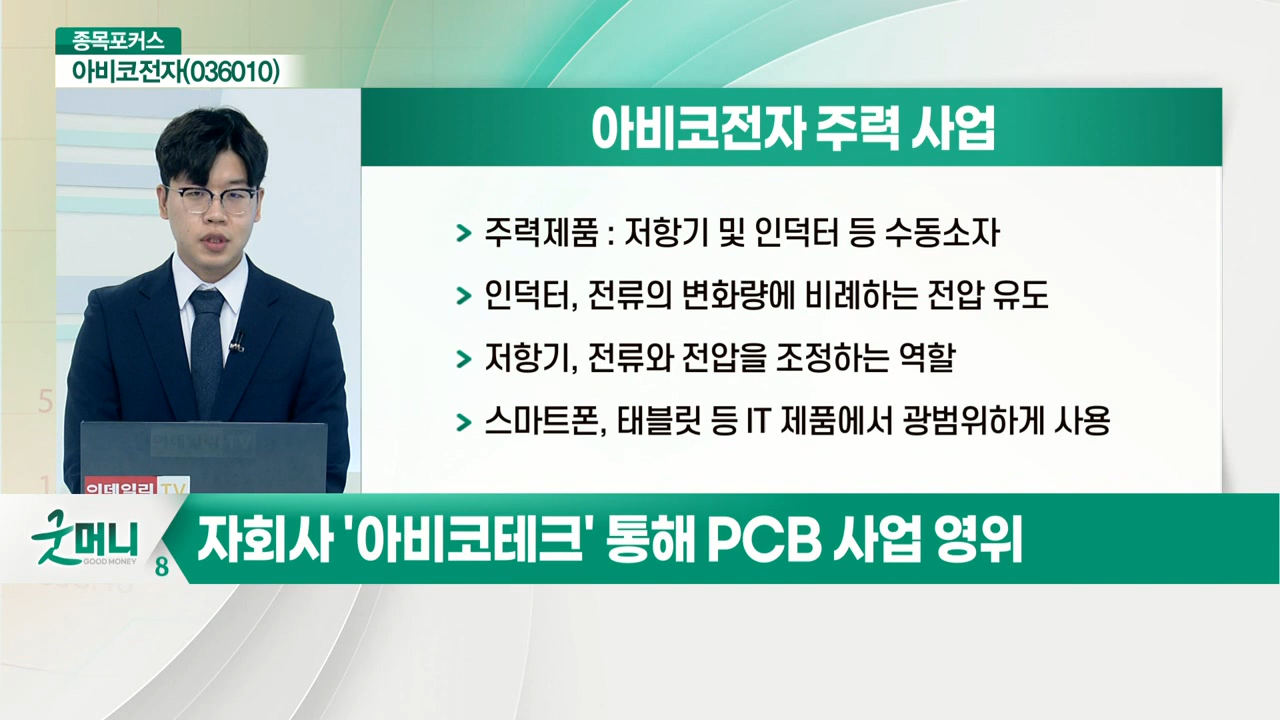 종목포커스
아비코전자(036010)
아비코전자 주력 사업
> 주력제품 : 저항기 및 인덕터 등 수동소자
> 인덕터, 전류의 변화량에 비례하는 전압 유도
> 저항기, 전류와 전압을 조정하는 역할
> 스마트폰, 태블릿 등 IT 제품에서 광범위하게 사용
이데일리 TV
굿머니
GOOD MONEY
8
자회사 '아비코테크' 통해 PCB 사업 영위